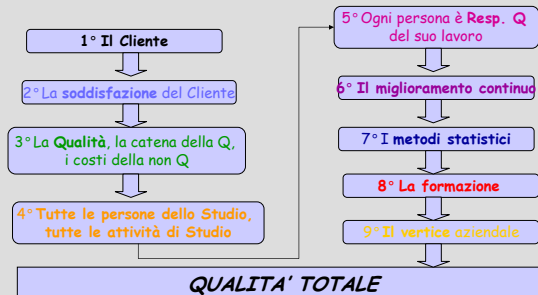 1° Il Cliente
2° La soddisfazione del Cliente
3° La Qualità, la catena della Q,
i costi della non Q
4° Tutte le persone dello Studio,
tutte le attività di Studio
5° Ogni persona è Resp. Q
del suo lavoro
6° Il miglioramento continuo
7° I metodi statistici
8° La formazione
9° Il vertice aziendale
QUALITA' TOTALE